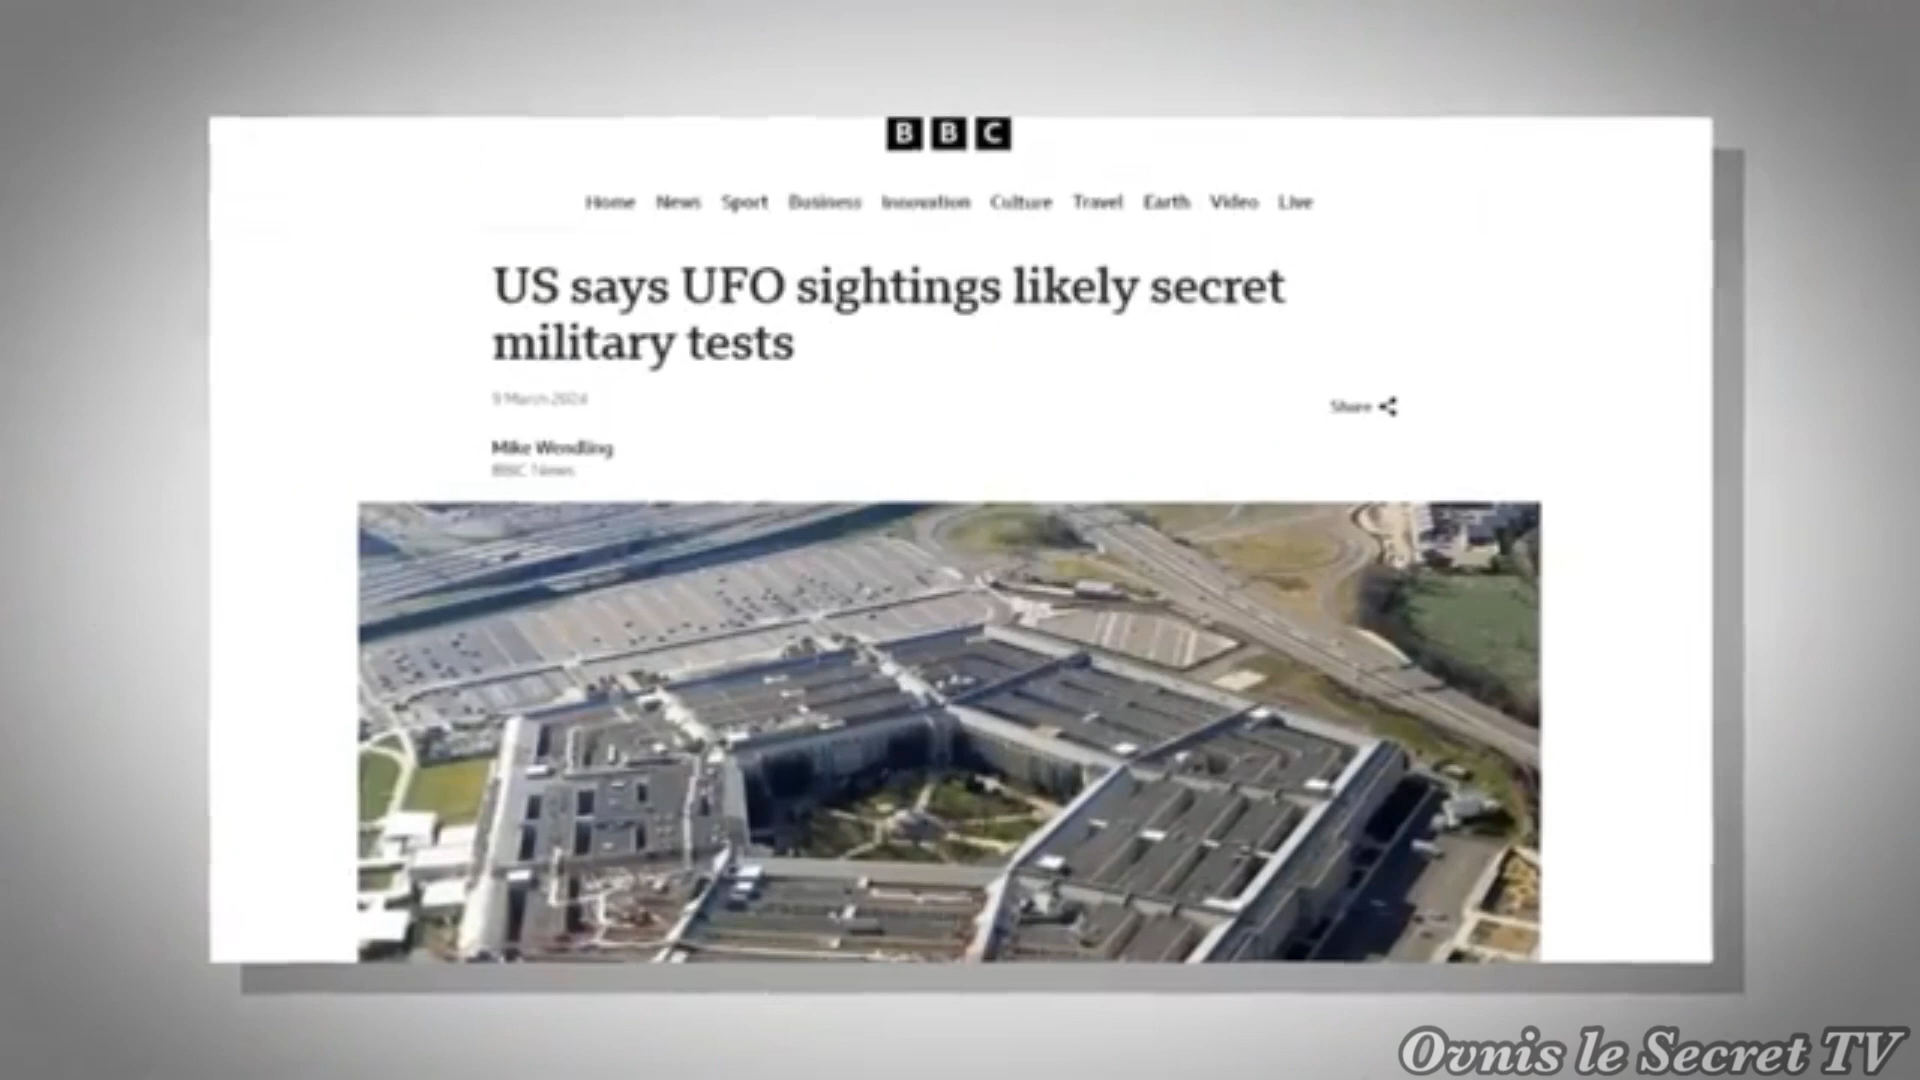 BBC
Home News Sport Business Innovation Culture Travel Earth Video Live
US says UFO sightings likely secret
military tests
9 March 2024
Share
Mike Wendling
BBC News
Ovnis le Secret TV